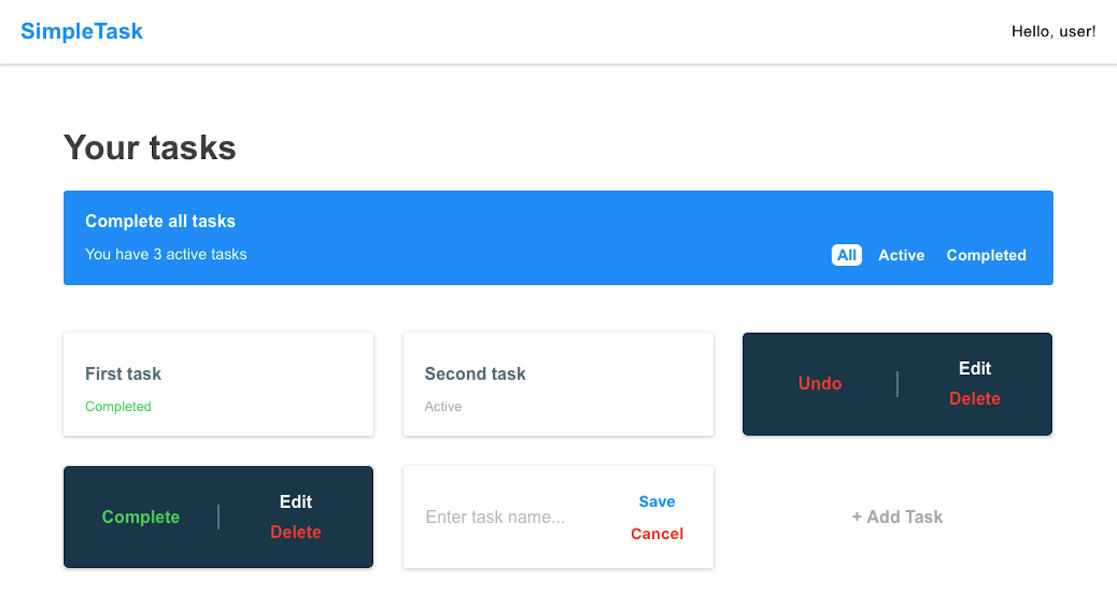 SimpleTask
Hello, user!
Your tasks
Complete all tasks
You have 3 active tasks
All Active Completed
First task
Completed
Second task
Active
Undo
Edit
Delete
Complete
Edit
Delete
Enter task name...
Save
Cancel
+ Add Task